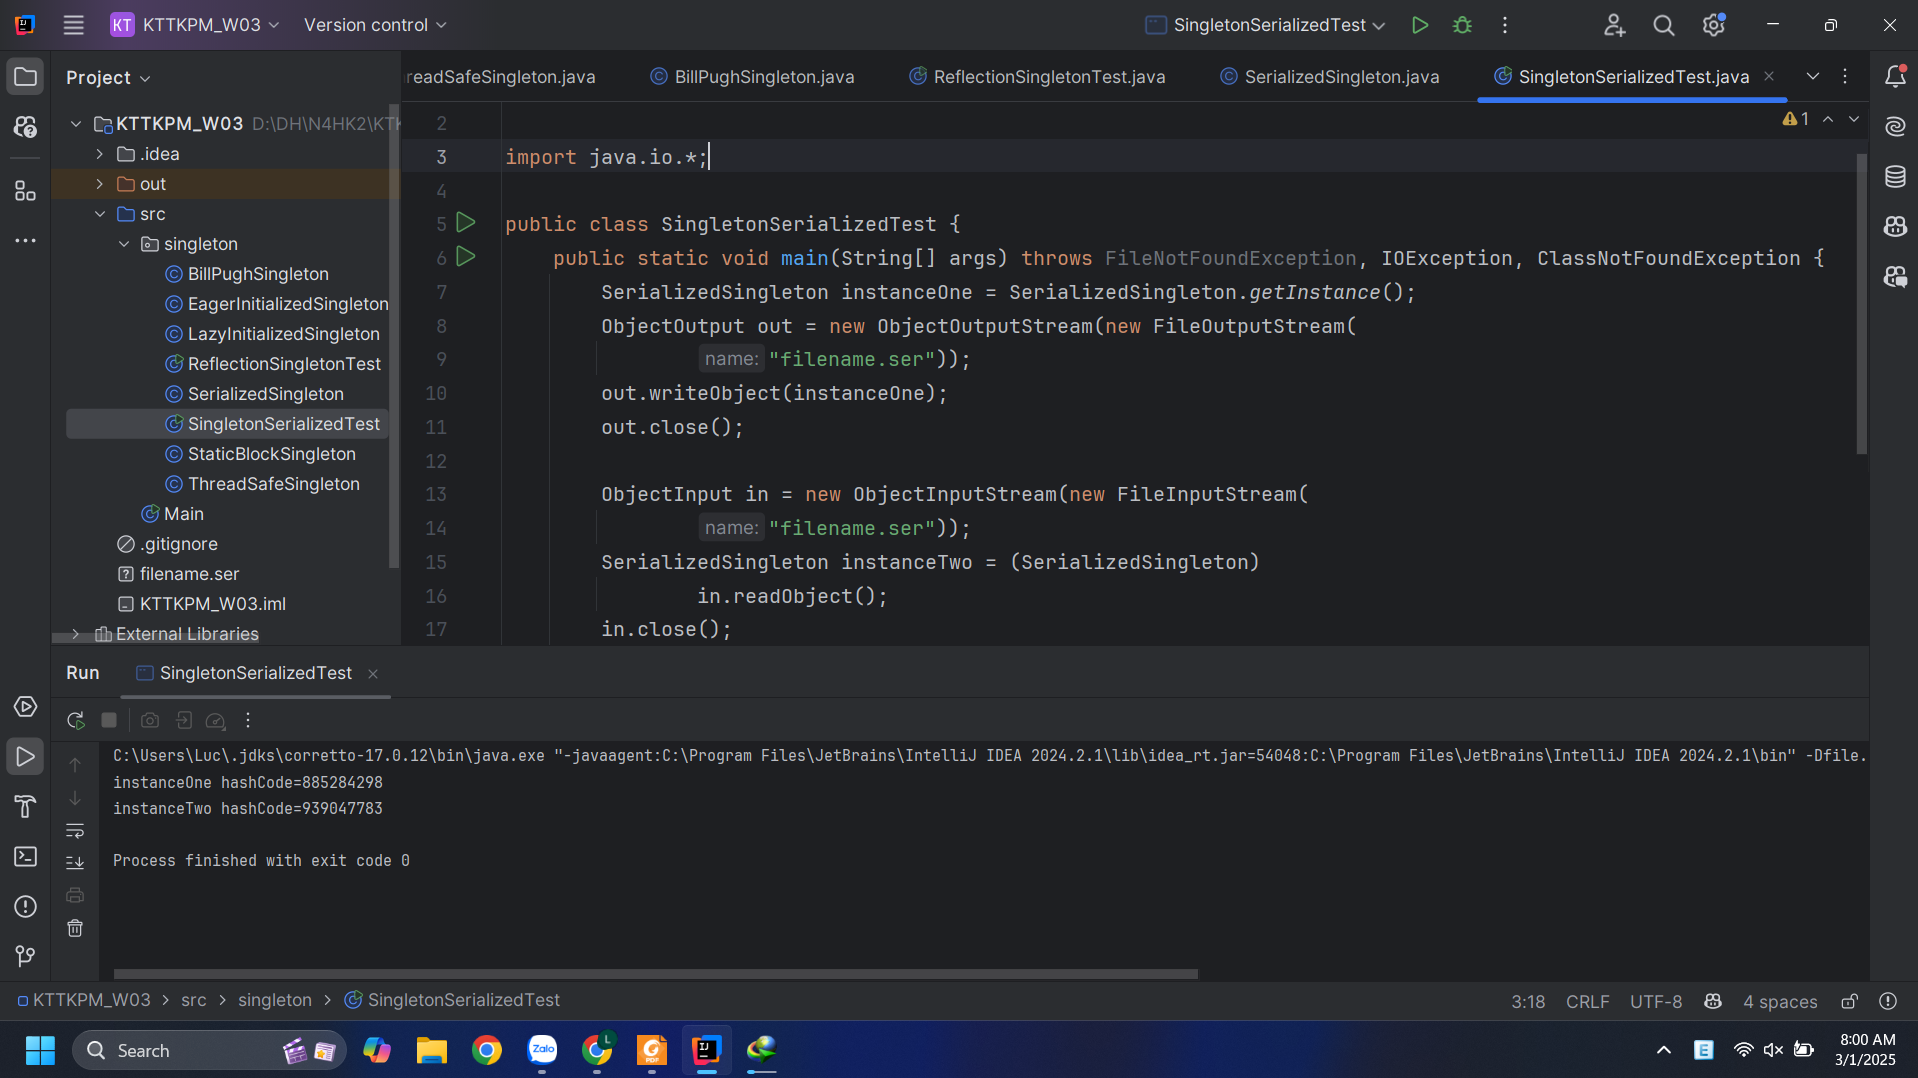 KT KTTKPM_W03 Version control SingletonSerializedTest
Project
readSafeSingleton.java BillPughSingleton.java ReflectionSingletonTest.java SerializedSingleton.java SingletonSerializedTest.java
KTTKPM_W03 D:\DH\N4HK2\KTK
.idea
out
src
singleton
BillPughSingleton
EagerInitializedSingleton
LazyInitializedSingleton
ReflectionSingletonTest
SerializedSingleton
SingletonSerializedTest
StaticBlockSingleton
ThreadSafeSingleton
Main
.gitignore
filename.ser
KTTKPM_W03.iml
External Libraries
1
2
3 import java.io.*;
4
5 public class SingletonSerializedTest {
6 public static void main(String[] args) throws FileNotFoundException, IOException, ClassNotFoundException {
7 SerializedSingleton instanceOne = SerializedSingleton.getInstance();
8 ObjectOutput out = new ObjectOutputStream(new FileOutputStream(
9 name: "filename.ser"));
10 out.writeObject(instanceOne);
11 out.close();
12
13 ObjectInput in = new ObjectInputStream(new FileInputStream(
14 name: "filename.ser"));
15 SerializedSingleton instanceTwo = (SerializedSingleton)
16 in.readObject();
17 in.close();
Run SingletonSerializedTest
C:\Users\Luc\.jdks\corretto-17.0.12\bin\java.exe "-javaagent:C:\Program Files\JetBrains\IntelliJ IDEA 2024.2.1\lib\idea_rt.jar=54048:C:\Program Files\JetBrains\IntelliJ IDEA 2024.2.1\bin" -Dfile.
instanceOne hashCode=885284298
instanceTwo hashCode=939047783
Process finished with exit code 0
KTTKPM_W03 > src > singleton > SingletonSerializedTest
3:18 CRLF UTF-8 4 spaces
Search
Zalo
L
PDF
IJ
E
8:00 AM
3/1/2025